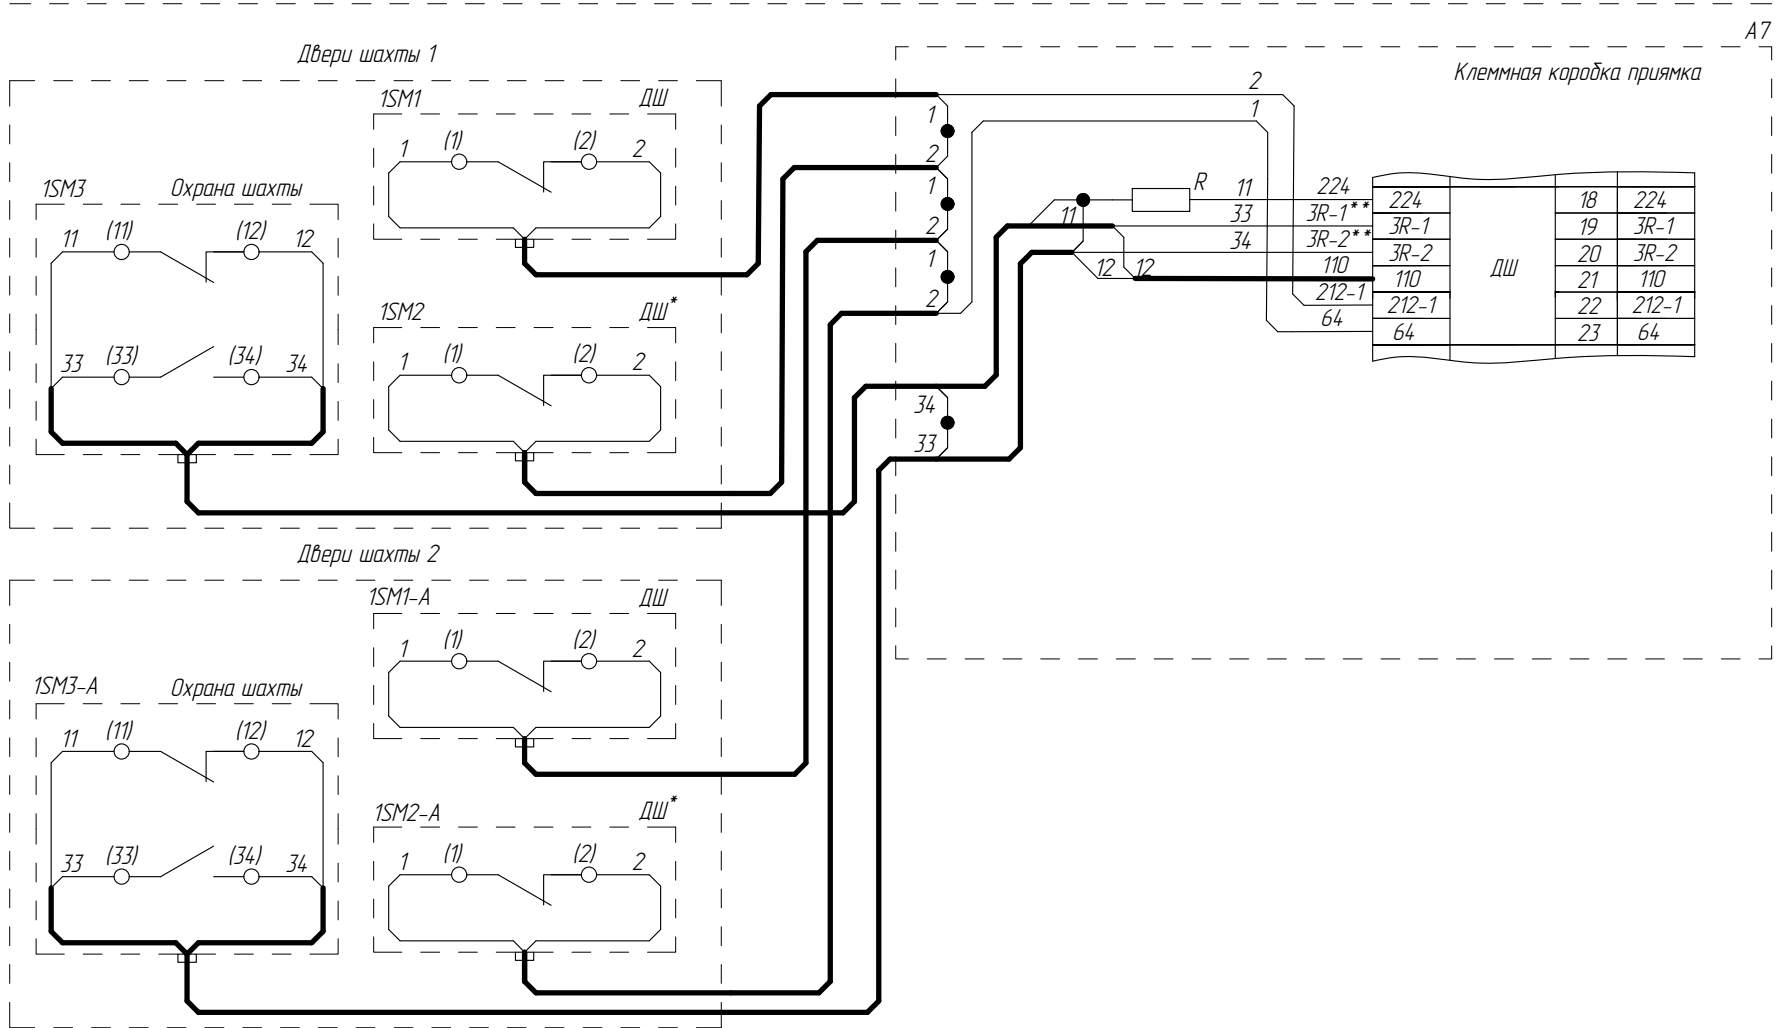 А7
Двери шахты 1
Клеммная коробка приямка
1SM1 ДШ
1 (1) (2) 2
1SM3 Охрана шахты
11 (11) (12) 12
33 (33) (34) 34
1SM2 ДШ*
1 (1) (2) 2
Двери шахты 2
1SM1-А ДШ
1 (1) (2) 2
1SM3-А Охрана шахты
11 (11) (12) 12
33 (33) (34) 34
1SM2-А ДШ*
1 (1) (2) 2
2
1
1
2
1
2
1
2
34
33
11
12
12
R
11 224
33 3R-1**
34 3R-2**
110
212-1
64
ДШ
224 18 224
3R-1 19 3R-1
3R-2 20 3R-2
110 21 110
212-1 22 212-1
64 23 64